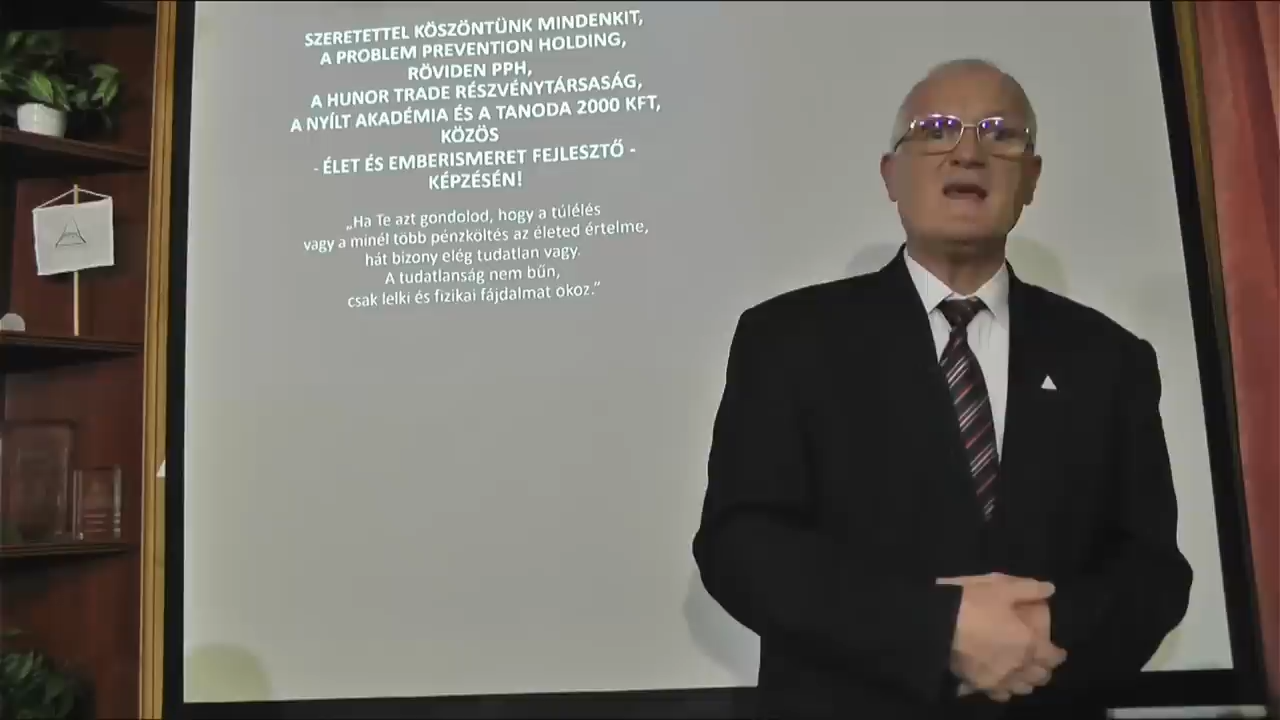 SZERETETTEL KÖSZÖNTÜNK MINDENKIT,
A PROBLEM PREVENTION HOLDING,
RÖVIDEN PPH,
A HUNOR TRADE RÉSZVÉNYTÁRSASÁG,
A NYÍLT AKADÉMIA ÉS A TANODA 2000 KFT,
KÖZÖS
- ÉLET ÉS EMBERISMERET FEJLESZTŐ -
KÉPZÉSÉN!
„Ha Te azt gondolod, hogy a túlélés
vagy a minél több pénzköltés az életed értelme,
hát bizony elég tudatlan vagy.
A tudatlanság nem bűn,
csak lelki és fizikai fájdalmat okoz.”